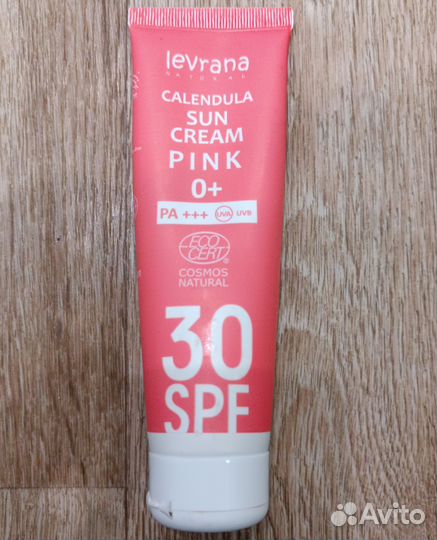 levrana
NATURAL
CALENDULA
SUN
CREAM
PINK
0+
PA +++ UVA UVB
ECO
CERT®
COSMOS
NATURAL
30
SPF
Avito